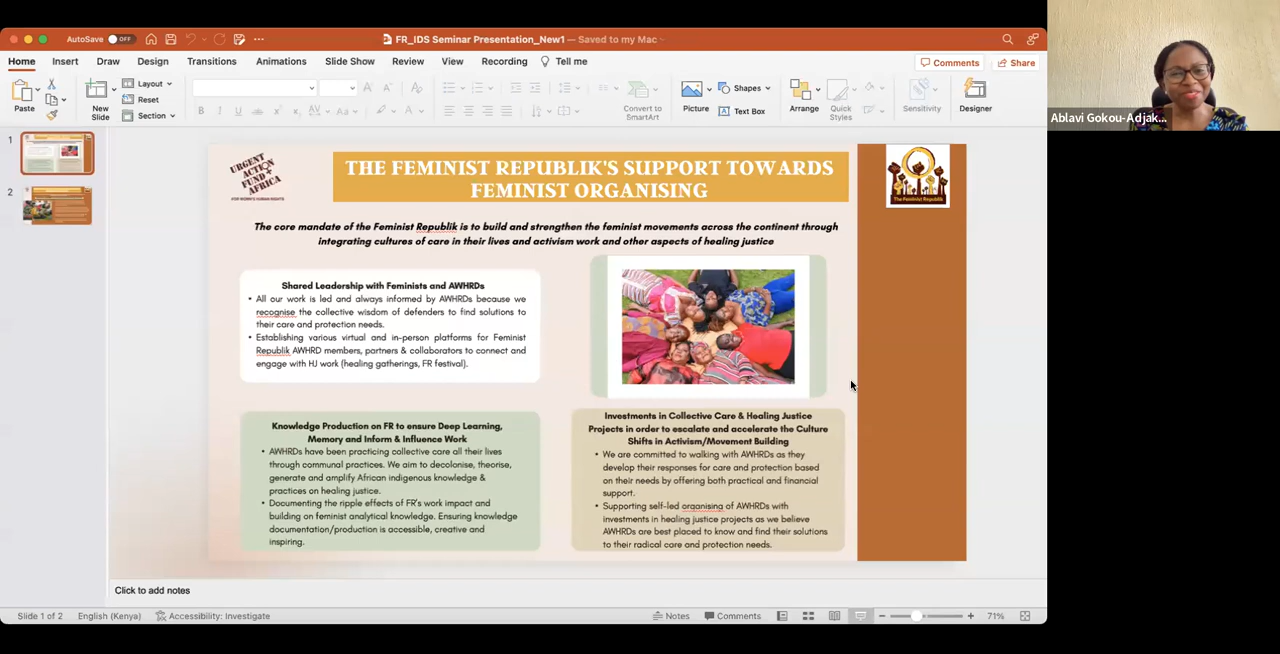 AutoSave OFF
FR_IDS Seminar Presentation_New1 — Saved to my Mac
Home Insert Draw Design Transitions Animations Slide Show Review View Recording Tell me
Comments Share
Paste
New
Slide
Layout
Reset
Section
Convert to
SmartArt
Picture
Shapes
Text Box
Arrange
Quick
Styles
Sensitivity
Designer
Ablavi Gokou-Adjak...
1
2
URGENT
ACTION
FUND
AFRICA
FOR WOMEN'S HUMAN RIGHTS
THE FEMINIST REPUBLIK'S SUPPORT TOWARDS
FEMINIST ORGANISING
The Feminist Republik
The core mandate of the Feminist Republik is to build and strengthen the feminist movements across the continent through
integrating cultures of care in their lives and activism work and other aspects of healing justice
Shared Leadership with Feminists and AWHRDs
• All our work is led and always informed by AWHRDs because we
recognise the collective wisdom of defenders to find solutions to
their care and protection needs.
• Establishing various virtual and in-person platforms for Feminist
Republik AWHRD members, partners & collaborators to connect and
engage with HJ work (healing gatherings, FR festival).
Knowledge Production on FR to ensure Deep Learning,
Memory and Inform & Influence Work
• AWHRDs have been practicing collective care all their lives
through communal practices. We aim to decolonise, theorise,
generate and amplify African indigenous knowledge &
practices on healing justice.
• Documenting the ripple effects of FR's work impact and
building on feminist analytical knowledge. Ensuring knowledge
documentation/production is accessible, creative and
inspiring.
Investments in Collective Care & Healing Justice
Projects in order to escalate and accelerate the Culture
Shifts in Activism/Movement Building
• We are committed to walking with AWHRDs as they
develop their responses for care and protection based
on their needs by offering both practical and financial
support.
• Supporting self-led organising of AWHRDs with
investments in healing justice projects as we believe
AWHRDs are best placed to know and find their solutions
to their radical care and protection needs.
Click to add notes
Slide 1 of 2 English (Kenya) Accessibility: Investigate
Notes Comments 71%